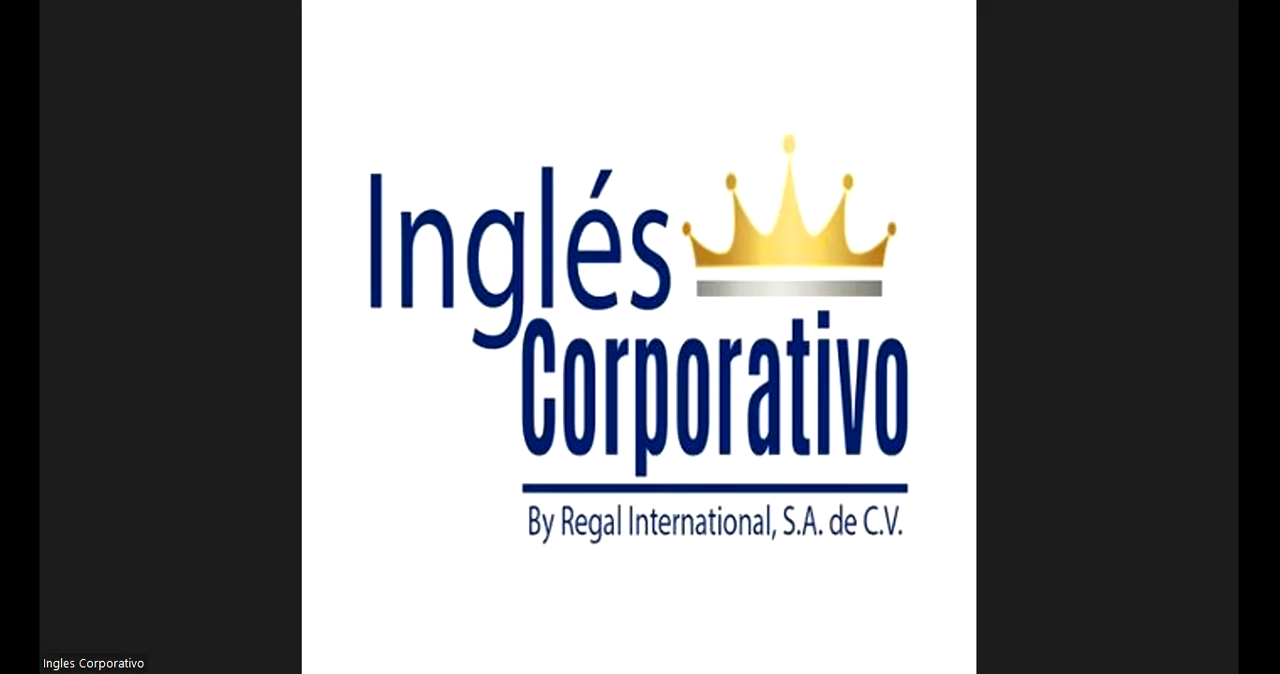 Inglés
Corporativo
By Regal International, S.A. de C.V.
Ingles Corporativo